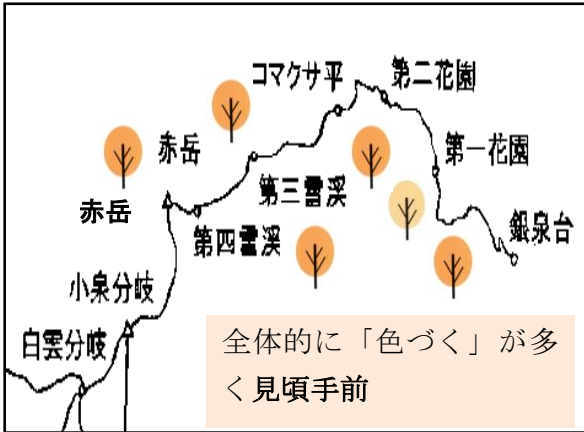 コマクサ平
第二花園
赤岳
第一花園
第三雪渓
赤岳
第四雪渓
銀泉台
小泉分岐
白雲分岐
全体的に「色づく」が多
く見頃手前